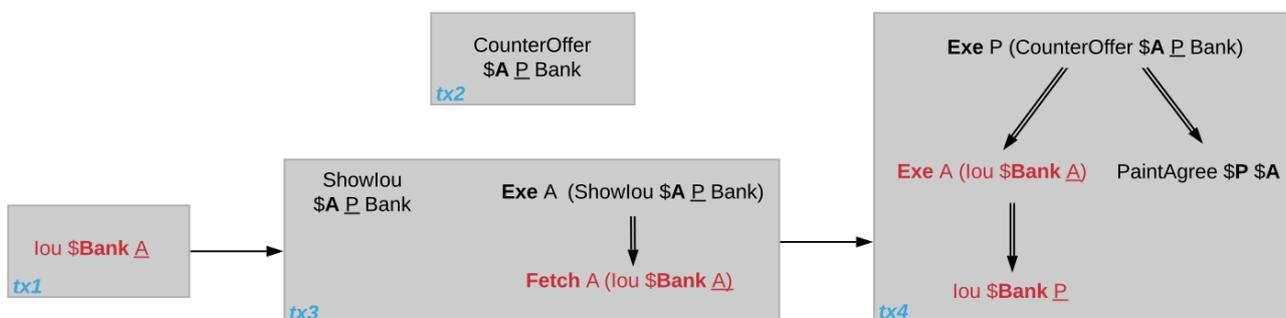 CounterOffer
$A P Bank
tx2
Exe P (CounterOffer $A P Bank)
Exe A (Iou $Bank A)
PaintAgree $P $A
Iou $Bank P
tx4
ShowIou
$A P Bank
Exe A (ShowIou $A P Bank)
Fetch A (Iou $Bank A)
tx3
Iou $Bank A
tx1